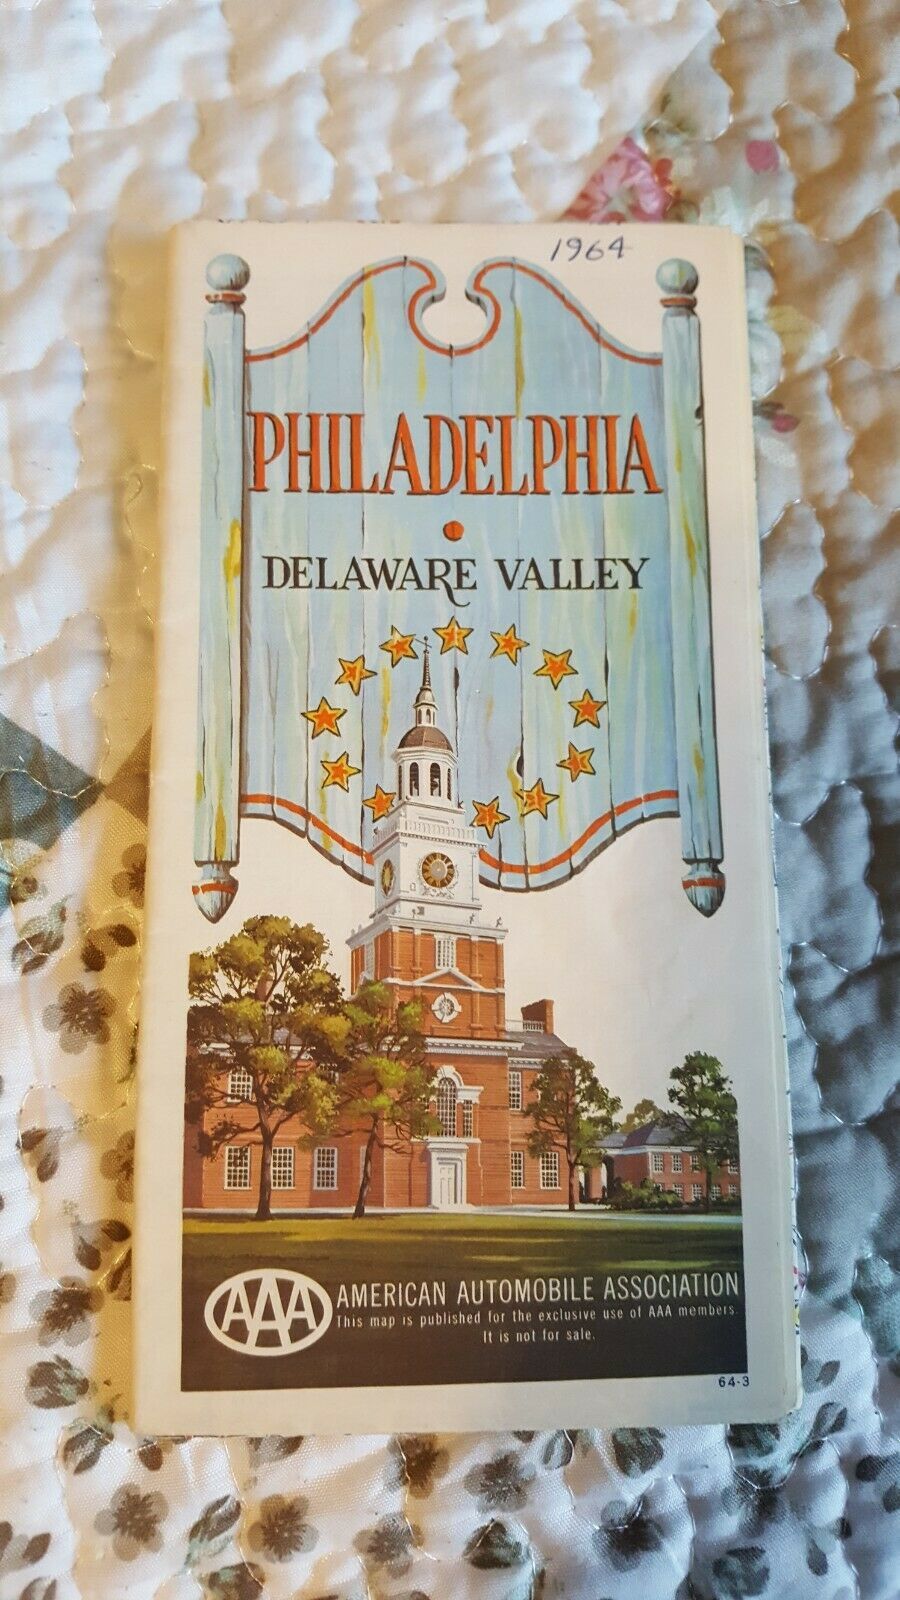 1964
PHILADELPHIA
DELAWARE VALLEY
AAA
AMERICAN AUTOMOBILE ASSOCIATION
This map is published for the exclusive use of AAA members.
It is not for sale.
64-3